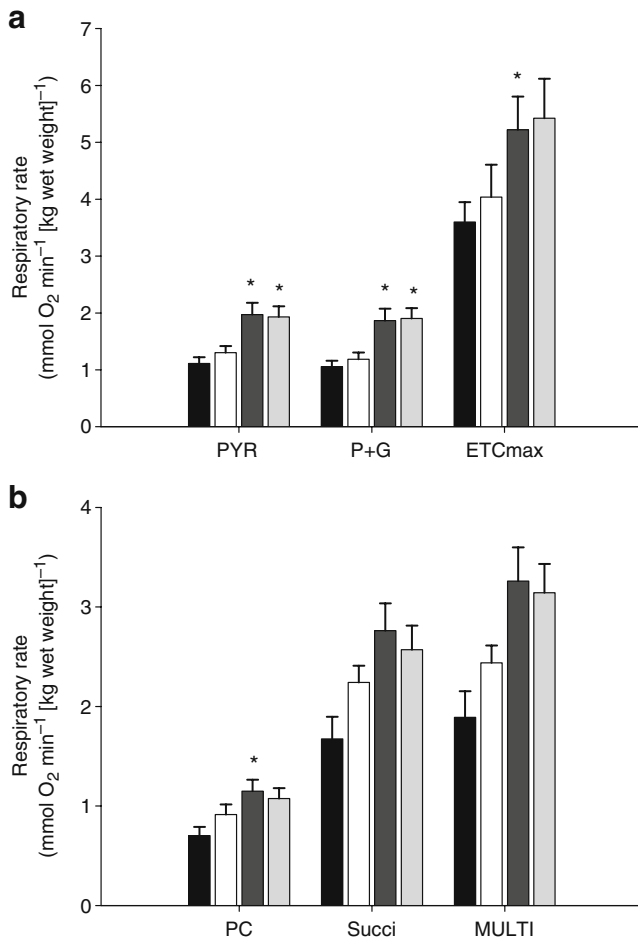 a
7
6
5
4
3
2
1
0
Respiratory rate
(mmol O₂ min⁻¹ [kg wet weight]⁻¹)
*
* *
* *
PYR P+G ETCmax
b
4
3
2
1
0
Respiratory rate
(mmol O₂ min⁻¹ [kg wet weight]⁻¹)
*
PC Succi MULTI